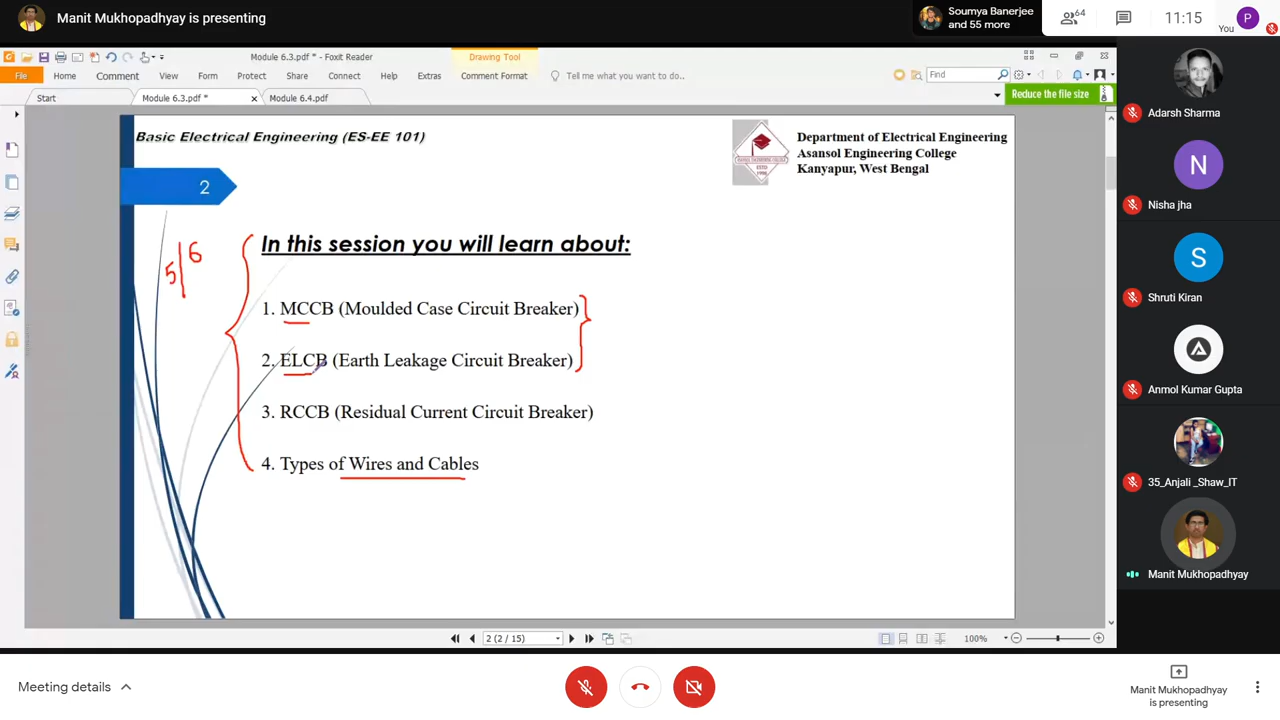 Manit Mukhopadhyay is presenting
Soumya Banerjee
and 55 more
64
11:15
You
P
Module 6.3.pdf * - Foxit Reader
Drawing Tool
File
Home
Comment
View
Form
Protect
Share
Connect
Help
Extras
Comment Format
Tell me what you want to do..
Find
Start
Module 6.3.pdf *
Module 6.4.pdf
Reduce the file size
Basic Electrical Engineering (ES-EE 101)
Department of Electrical Engineering
Asansol Engineering College
Kanyapur, West Bengal
2
5|6
In this session you will learn about:
1. MCCB (Moulded Case Circuit Breaker)
2. ELCB (Earth Leakage Circuit Breaker)
3. RCCB (Residual Current Circuit Breaker)
4. Types of Wires and Cables
Adarsh Sharma
N
Nisha jha
S
Shruti Kiran
Anmol Kumar Gupta
35_Anjali _Shaw_IT
Manit Mukhopadhyay
2 (2 / 15)
100%
Meeting details
Manit Mukhopadhyay
is presenting